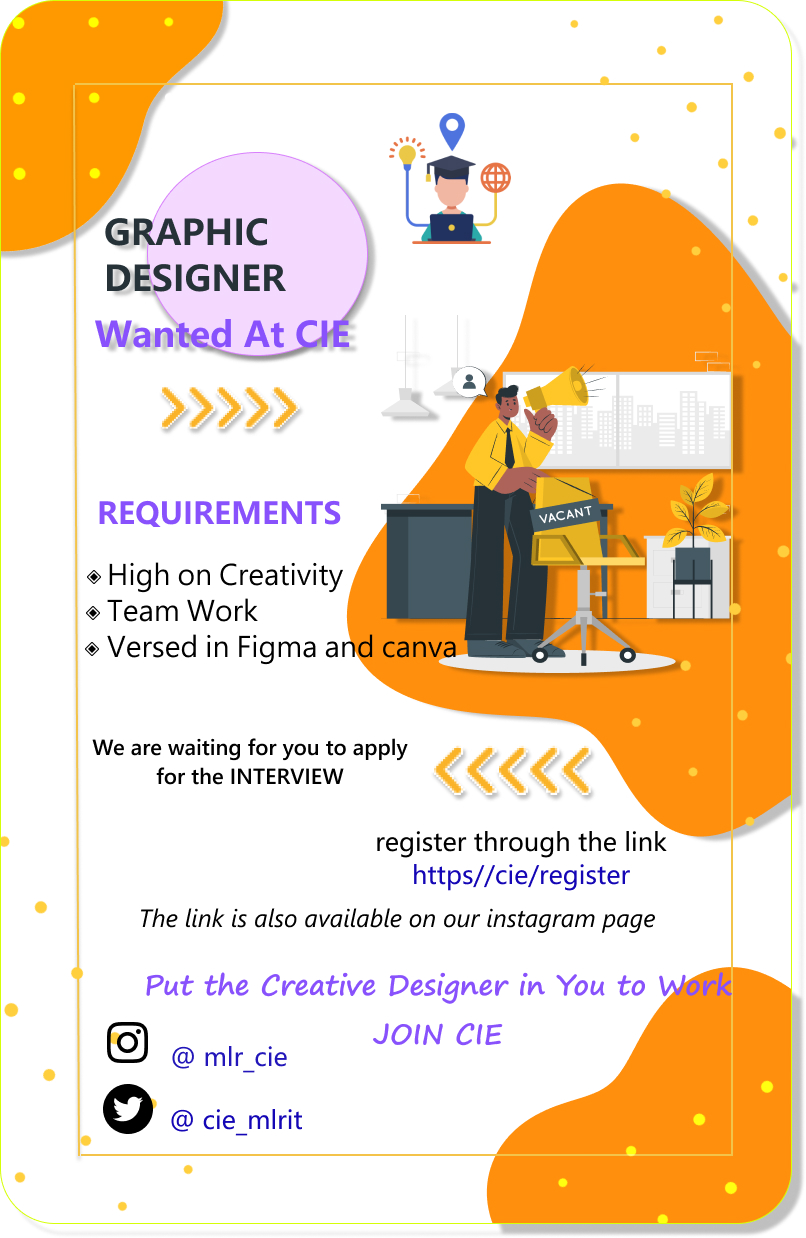 GRAPHIC
DESIGNER
Wanted At CIE
VACANT
REQUIREMENTS
High on Creativity
Team Work
Versed in Figma and canva
We are waiting for you to apply
for the INTERVIEW
register through the link
https//cie/register
The link is also available on our instagram page
Put the Creative Designer in You to Work
JOIN CIE
@ mlr_cie
@ cie_mlrit